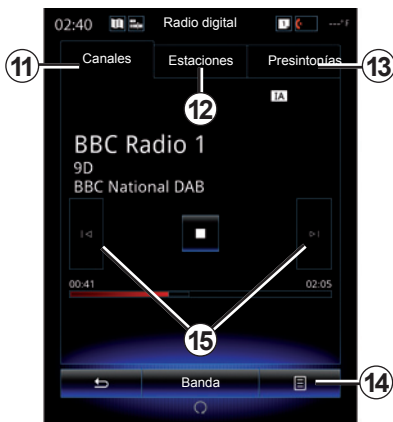 02:40 Radio digital 1 ---°F
Canales Estaciones Presintonías
11 12 13
IA
BBC Radio 1
9D
BBC National DAB
00:41 02:05
15
Banda
14